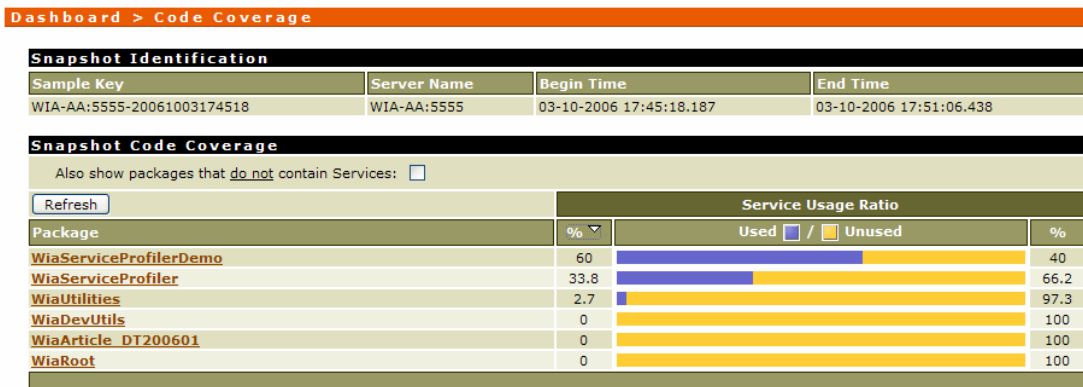 Dashboard > Code Coverage
Snapshot Identification
Sample Key Server Name Begin Time End Time
WIA-AA:5555-20061003174518 WIA-AA:5555 03-10-2006 17:45:18.187 03-10-2006 17:51:06.438
Snapshot Code Coverage
Also show packages that do not contain Services:
Refresh Service Usage Ratio
Package % Used / Unused %
WiaServiceProfilerDemo 60 40
WiaServiceProfiler 33.8 66.2
WiaUtilities 2.7 97.3
WiaDevUtils 0 100
WiaArticle_DT200601 0 100
WiaRoot 0 100